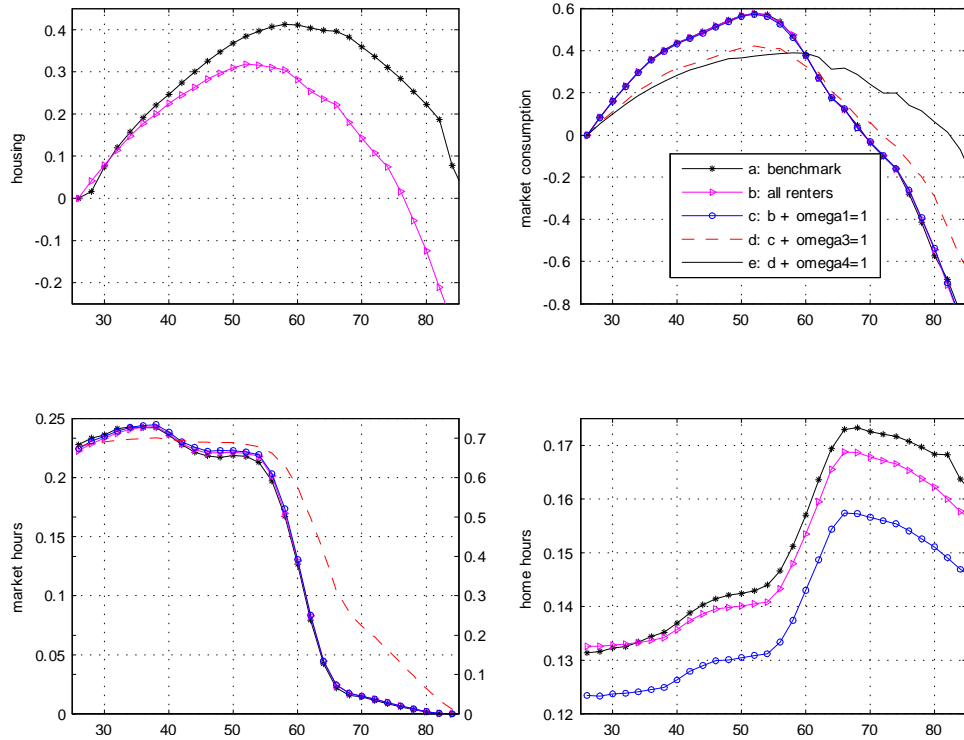 0.4
0.3
0.2
0.1
0
-0.1
-0.2
housing
30 40 50 60 70 80
0.6
0.4
0.2
0
-0.2
-0.4
-0.6
-0.8
market consumption
30 40 50 60 70 80
a: benchmark
b: all renters
c: b + omega1=1
d: c + omega3=1
e: d + omega4=1
0.25
0.2
0.15
0.1
0.05
0
market hours
30 40 50 60 70 80
0.7
0.6
0.5
0.4
0.3
0.2
0.1
0
0.17
0.16
0.15
0.14
0.13
0.12
home hours
30 40 50 60 70 80